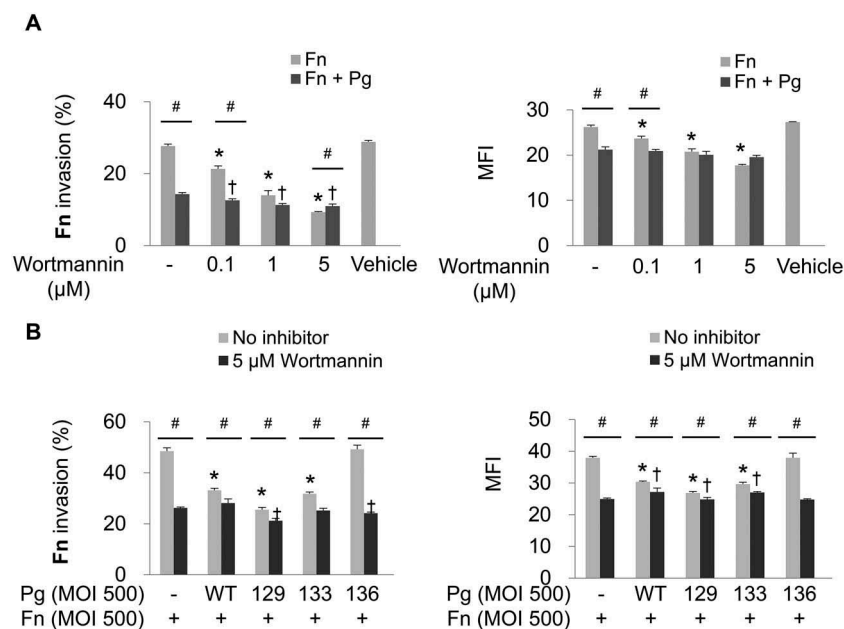 A
Fn
Fn + Pg
# # #
* * *
† † †
Fn invasion (%)
40
20
0
Wortmannin (µM) - 0.1 1 5 Vehicle
Fn
Fn + Pg
# #
* * *
MFI
30
20
10
0
Wortmannin (µM) - 0.1 1 5 Vehicle
B
No inhibitor
5 µM Wortmannin
# # # # #
* * *
† †
Fn invasion (%)
60
40
20
0
Pg (MOI 500) - WT 129 133 136
Fn (MOI 500) + + + + +
No inhibitor
5 µM Wortmannin
# # # # #
* † * † * †
MFI
50
40
30
20
10
0
Pg (MOI 500) - WT 129 133 136
Fn (MOI 500) + + + + +